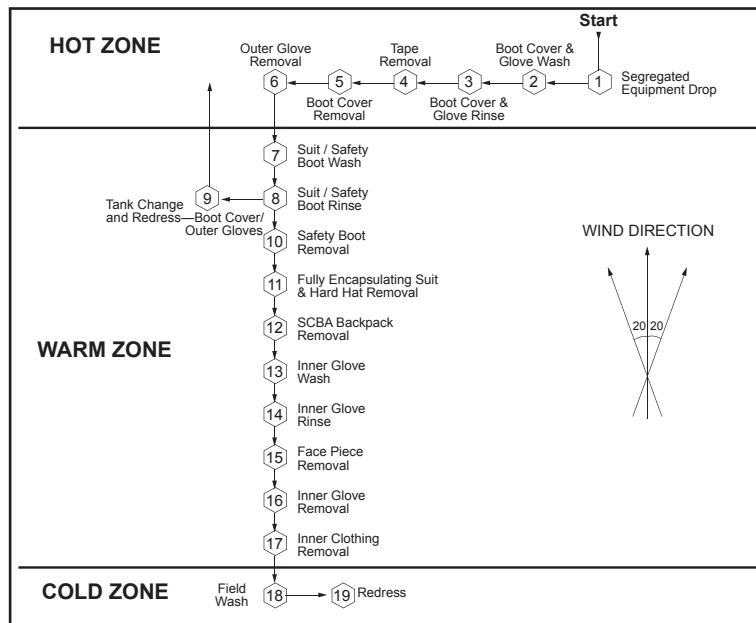 Start
HOT ZONE
Outer Glove
Removal
Tape
Removal
Boot Cover &
Glove Wash
6
5
4
3
2
1
Segregated
Equipment Drop
Boot Cover
Removal
Boot Cover &
Glove Rinse
7
Suit / Safety
Boot Wash
9
8
Suit / Safety
Boot Rinse
Tank Change
and Redress—Boot Cover/
Outer Gloves
10
Safety Boot
Removal
WIND DIRECTION
11
Fully Encapsulating Suit
& Hard Hat Removal
20 20
12
SCBA Backpack
Removal
WARM ZONE
13
Inner Glove
Wash
14
Inner Glove
Rinse
15
Face Piece
Removal
16
Inner Glove
Removal
17
Inner Clothing
Removal
COLD ZONE
Field
Wash
18
19
Redress